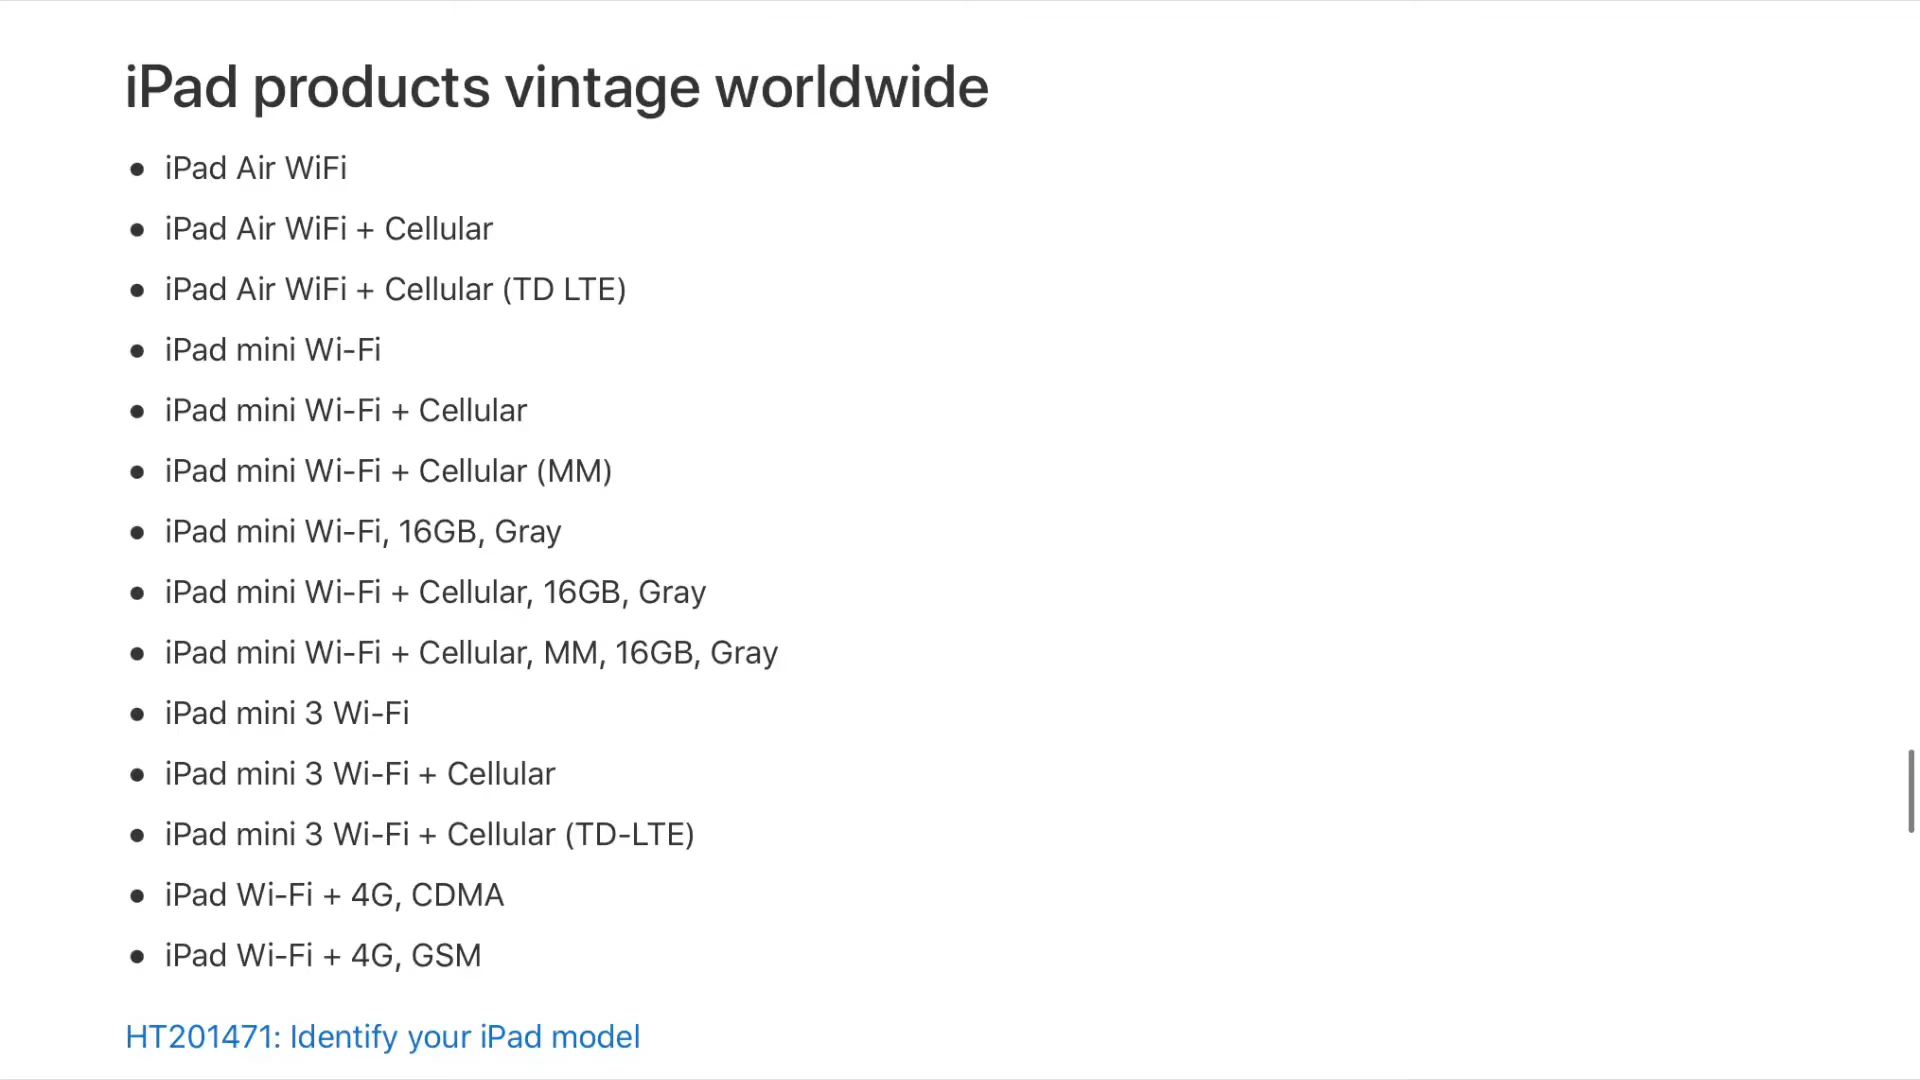 iPad products vintage worldwide
iPad Air WiFi
iPad Air WiFi + Cellular
iPad Air WiFi + Cellular (TD LTE)
iPad mini Wi-Fi
iPad mini Wi-Fi + Cellular
iPad mini Wi-Fi + Cellular (MM)
iPad mini Wi-Fi, 16GB, Gray
iPad mini Wi-Fi + Cellular, 16GB, Gray
iPad mini Wi-Fi + Cellular, MM, 16GB, Gray
iPad mini 3 Wi-Fi
iPad mini 3 Wi-Fi + Cellular
iPad mini 3 Wi-Fi + Cellular (TD-LTE)
iPad Wi-Fi + 4G, CDMA
iPad Wi-Fi + 4G, GSM
HT201471: Identify your iPad model